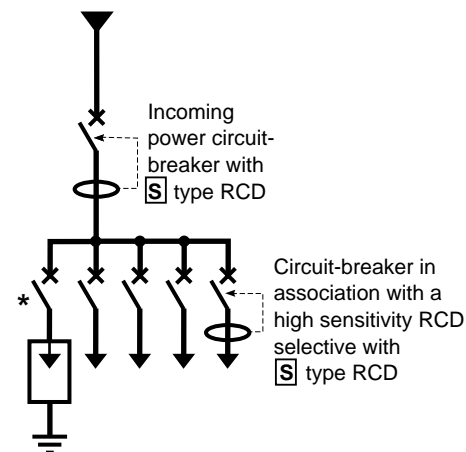 Incoming
power circuit-
breaker with
S type RCD
*
Circuit-breaker in
association with a
high sensitivity RCD
selective with
S type RCD